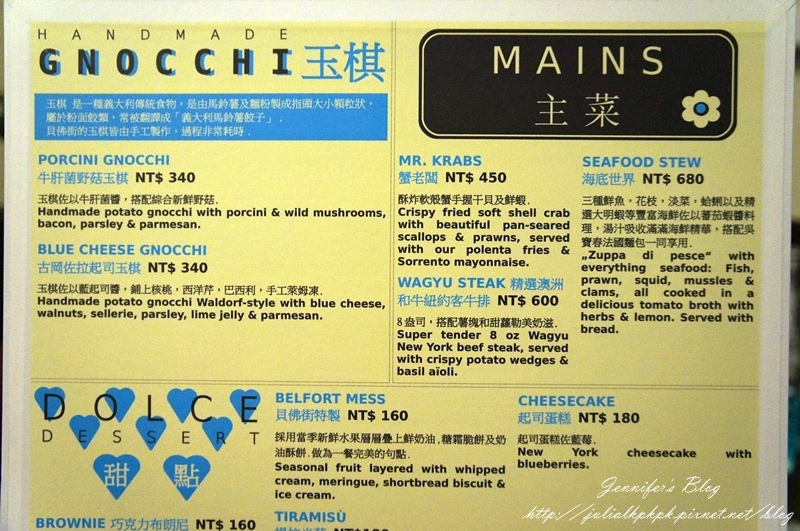 HANDMADE
GNOCCHI 玉棋
玉棋 是一種義大利傳統食物，是由馬鈴薯及麵粉製成指頭大小顆粒狀，
屬於粉面餃類，常被翻譯成「義大利馬鈴薯餃子」.
貝佛街的玉棋皆由手工製作，過程非常耗時．
PORCINI GNOCCHI
牛肝菌野菇玉棋 NT$ 340
玉棋佐以牛肝菌醬，搭配綜合新鮮野菇.
Handmade potato gnocchi with porcini & wild mushrooms,
bacon, parsley & parmesan.
BLUE CHEESE GNOCCHI
古岡佐拉起司玉棋 NT$ 340
玉棋佐以藍起司醬，鋪上核桃，西洋芹，巴西利，手工萊姆凍.
Handmade potato gnocchi Waldorf-style with blue cheese,
walnuts, sellerie, parsley, lime jelly & parmesan.
MAINS
主菜
MR. KRABS
蟹老闆 NT$ 450
酥炸軟殼蟹手握干貝及鮮蝦.
Crispy fried soft shell crab
with beautiful pan-seared
scallops & prawns, served
with our polenta fries &
Sorrento mayonnaise.
WAGYU STEAK 精選澳洲
和牛紐約客牛排 NT$ 600
8盎司，搭配薯塊和甜蘿勒美奶滋.
Super tender 8 oz Wagyu
New York beef steak, served
with crispy potato wedges &
basil aïoli.
SEAFOOD STEW
海底世界 NT$ 680
三種鮮魚，花枝，淡菜，蛤蜊以及精
選大明蝦等豐富海鮮佐以蕃茄蝦醬料
理，湯汁吸收滿滿海鮮精華，搭配吳
寶春法國麵包一同享用.
„Zuppa di pesce“ with
everything seafood: Fish,
prawn, squid, mussles &
clams, all cooked in a
delicious tomato broth with
herbs & lemon. Served with
bread.
DOLCE
DESSERT
甜 點
BELFORT MESS
貝佛街特製 NT$ 160
採用當季新鮮水果層層疊上鮮奶油,糖霜脆餅及奶
油酥餅.做為一餐完美的句點.
Seasonal fruit layered with whipped
cream, meringue, shortbread biscuit &
ice cream.
CHEESECAKE
起司蛋糕 NT$ 180
起司蛋糕佐藍莓.
New York cheesecake with
blueberries.
BROWNIE 巧克力布朗尼 NT$ 160
TIRAMISÙ
Jennifer's Blog
http://julialkpkpk.pixnet.net/blog